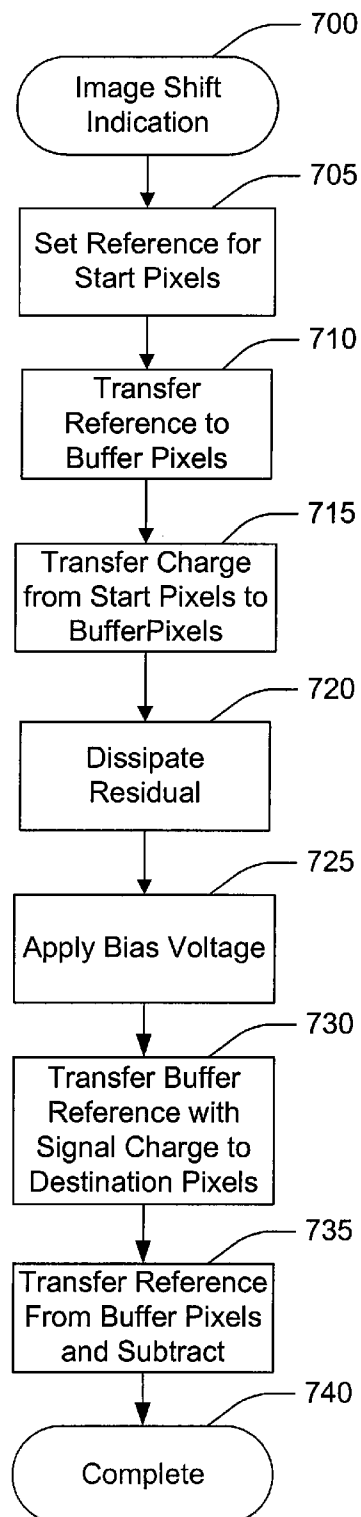 700
Image Shift
Indication
705
Set Reference for
Start Pixels
710
Transfer
Reference to
Buffer Pixels
715
Transfer Charge
from Start Pixels to
BufferPixels
720
Dissipate
Residual
725
Apply Bias Voltage
730
Transfer Buffer
Reference with
Signal Charge to
Destination Pixels
735
Transfer Reference
From Buffer Pixels
and Subtract
740
Complete